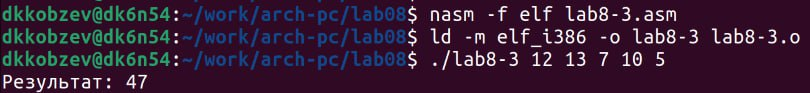 dkkobzev@dk6n54:~/work/arch-pc/lab08$ nasm -f elf lab8-3.asm
dkkobzev@dk6n54:~/work/arch-pc/lab08$ ld -m elf_i386 -o lab8-3 lab8-3.o
dkkobzev@dk6n54:~/work/arch-pc/lab08$ ./lab8-3 12 13 7 10 5
Результат: 47